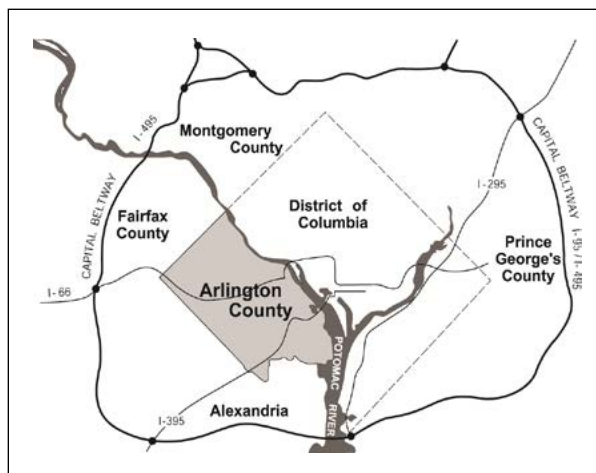 I-495
Montgomery
County
CAPITAL BELTWAY
Fairfax
County
District of
Columbia
I-295
CAPITAL BELTWAY
I-95 / I-495
Prince
George's
County
I-66
Arlington
County
POTOMAC
RIVER
Alexandria
I-395